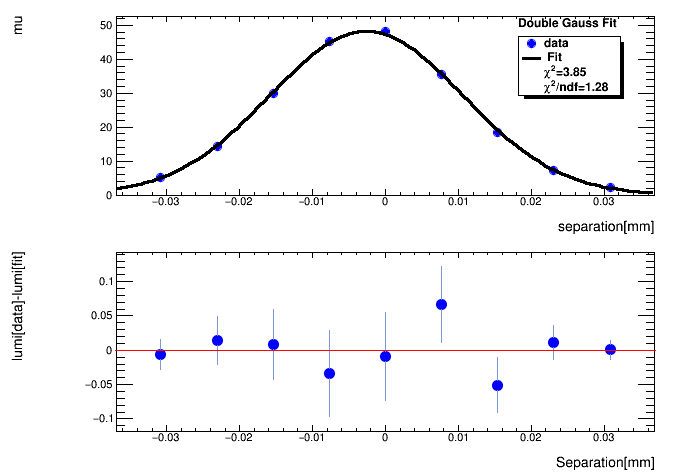 mu
Double Gauss Fit
data
Fit
χ²=3.85
χ²/ndf=1.28
50
40
30
20
10
0
−0.03 −0.02 −0.01 0 0.01 0.02 0.03
separation[mm]
lumi[data]-lumi[fit]
0.1
0.05
0
−0.05
−0.1
−0.03 −0.02 −0.01 0 0.01 0.02 0.03
Separation[mm]